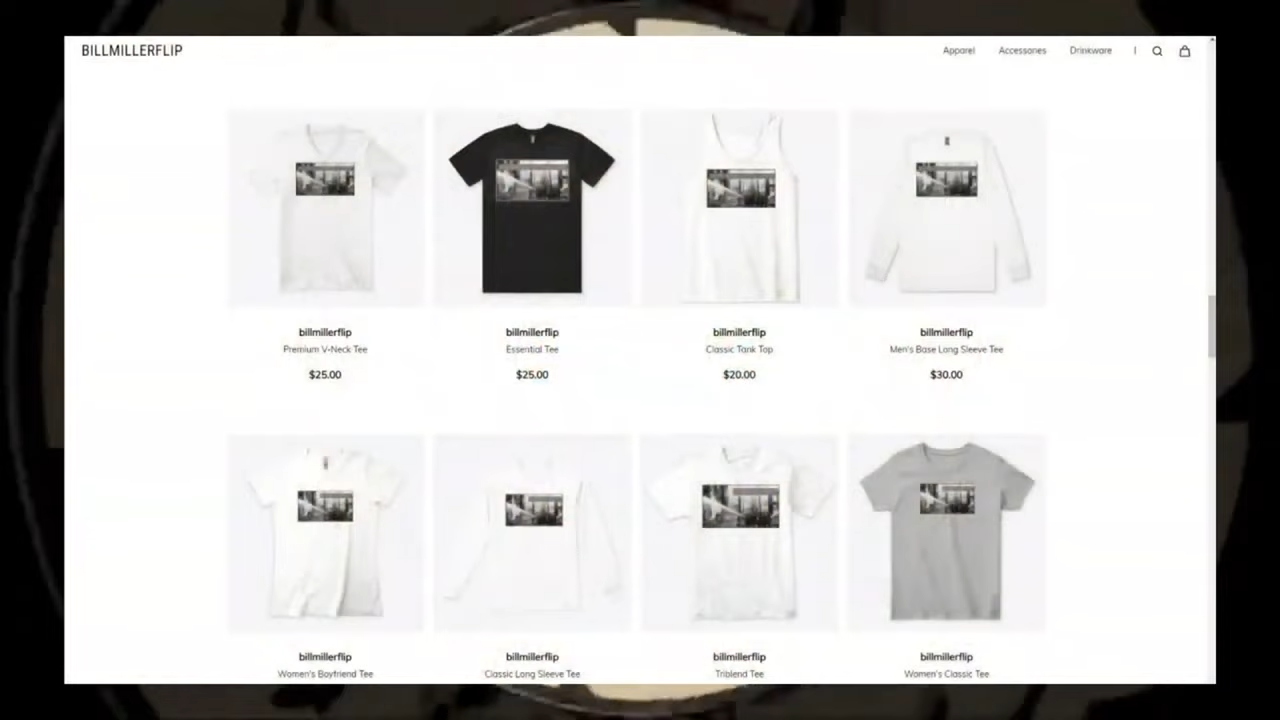 BILLMILLERFLIP
Apparel Accessories Drinkware |
billmillerflip billmillerflip billmillerflip billmillerflip
Premium V-Neck Tee Essential Tee Classic Tank Top Men's Base Long Sleeve Tee
$25.00 $25.00 $20.00 $30.00
billmillerflip billmillerflip billmillerflip billmillerflip
Women's Boyfriend Tee Classic Long Sleeve Tee Triblend Tee Women's Classic Tee